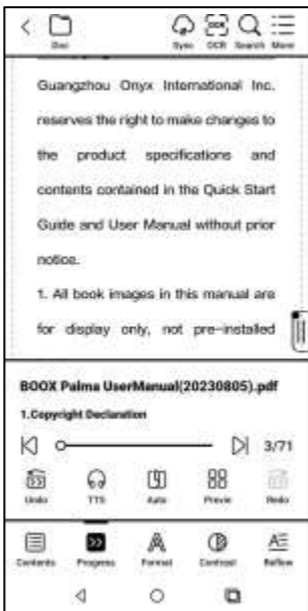 Doc Sync OCR Search More
Guangzhou Onyx International Inc.
reserves the right to make changes to
the product specifications and
contents contained in the Quick Start
Guide and User Manual without prior
notice.
1. All book images in this manual are
for display only, not pre-installed
BOOX Palma UserManual(20230805).pdf
1.Copyright Declaration
3/71
Undo TTS Auto Previe Redo
Contents Progress Format Contrast Reflow